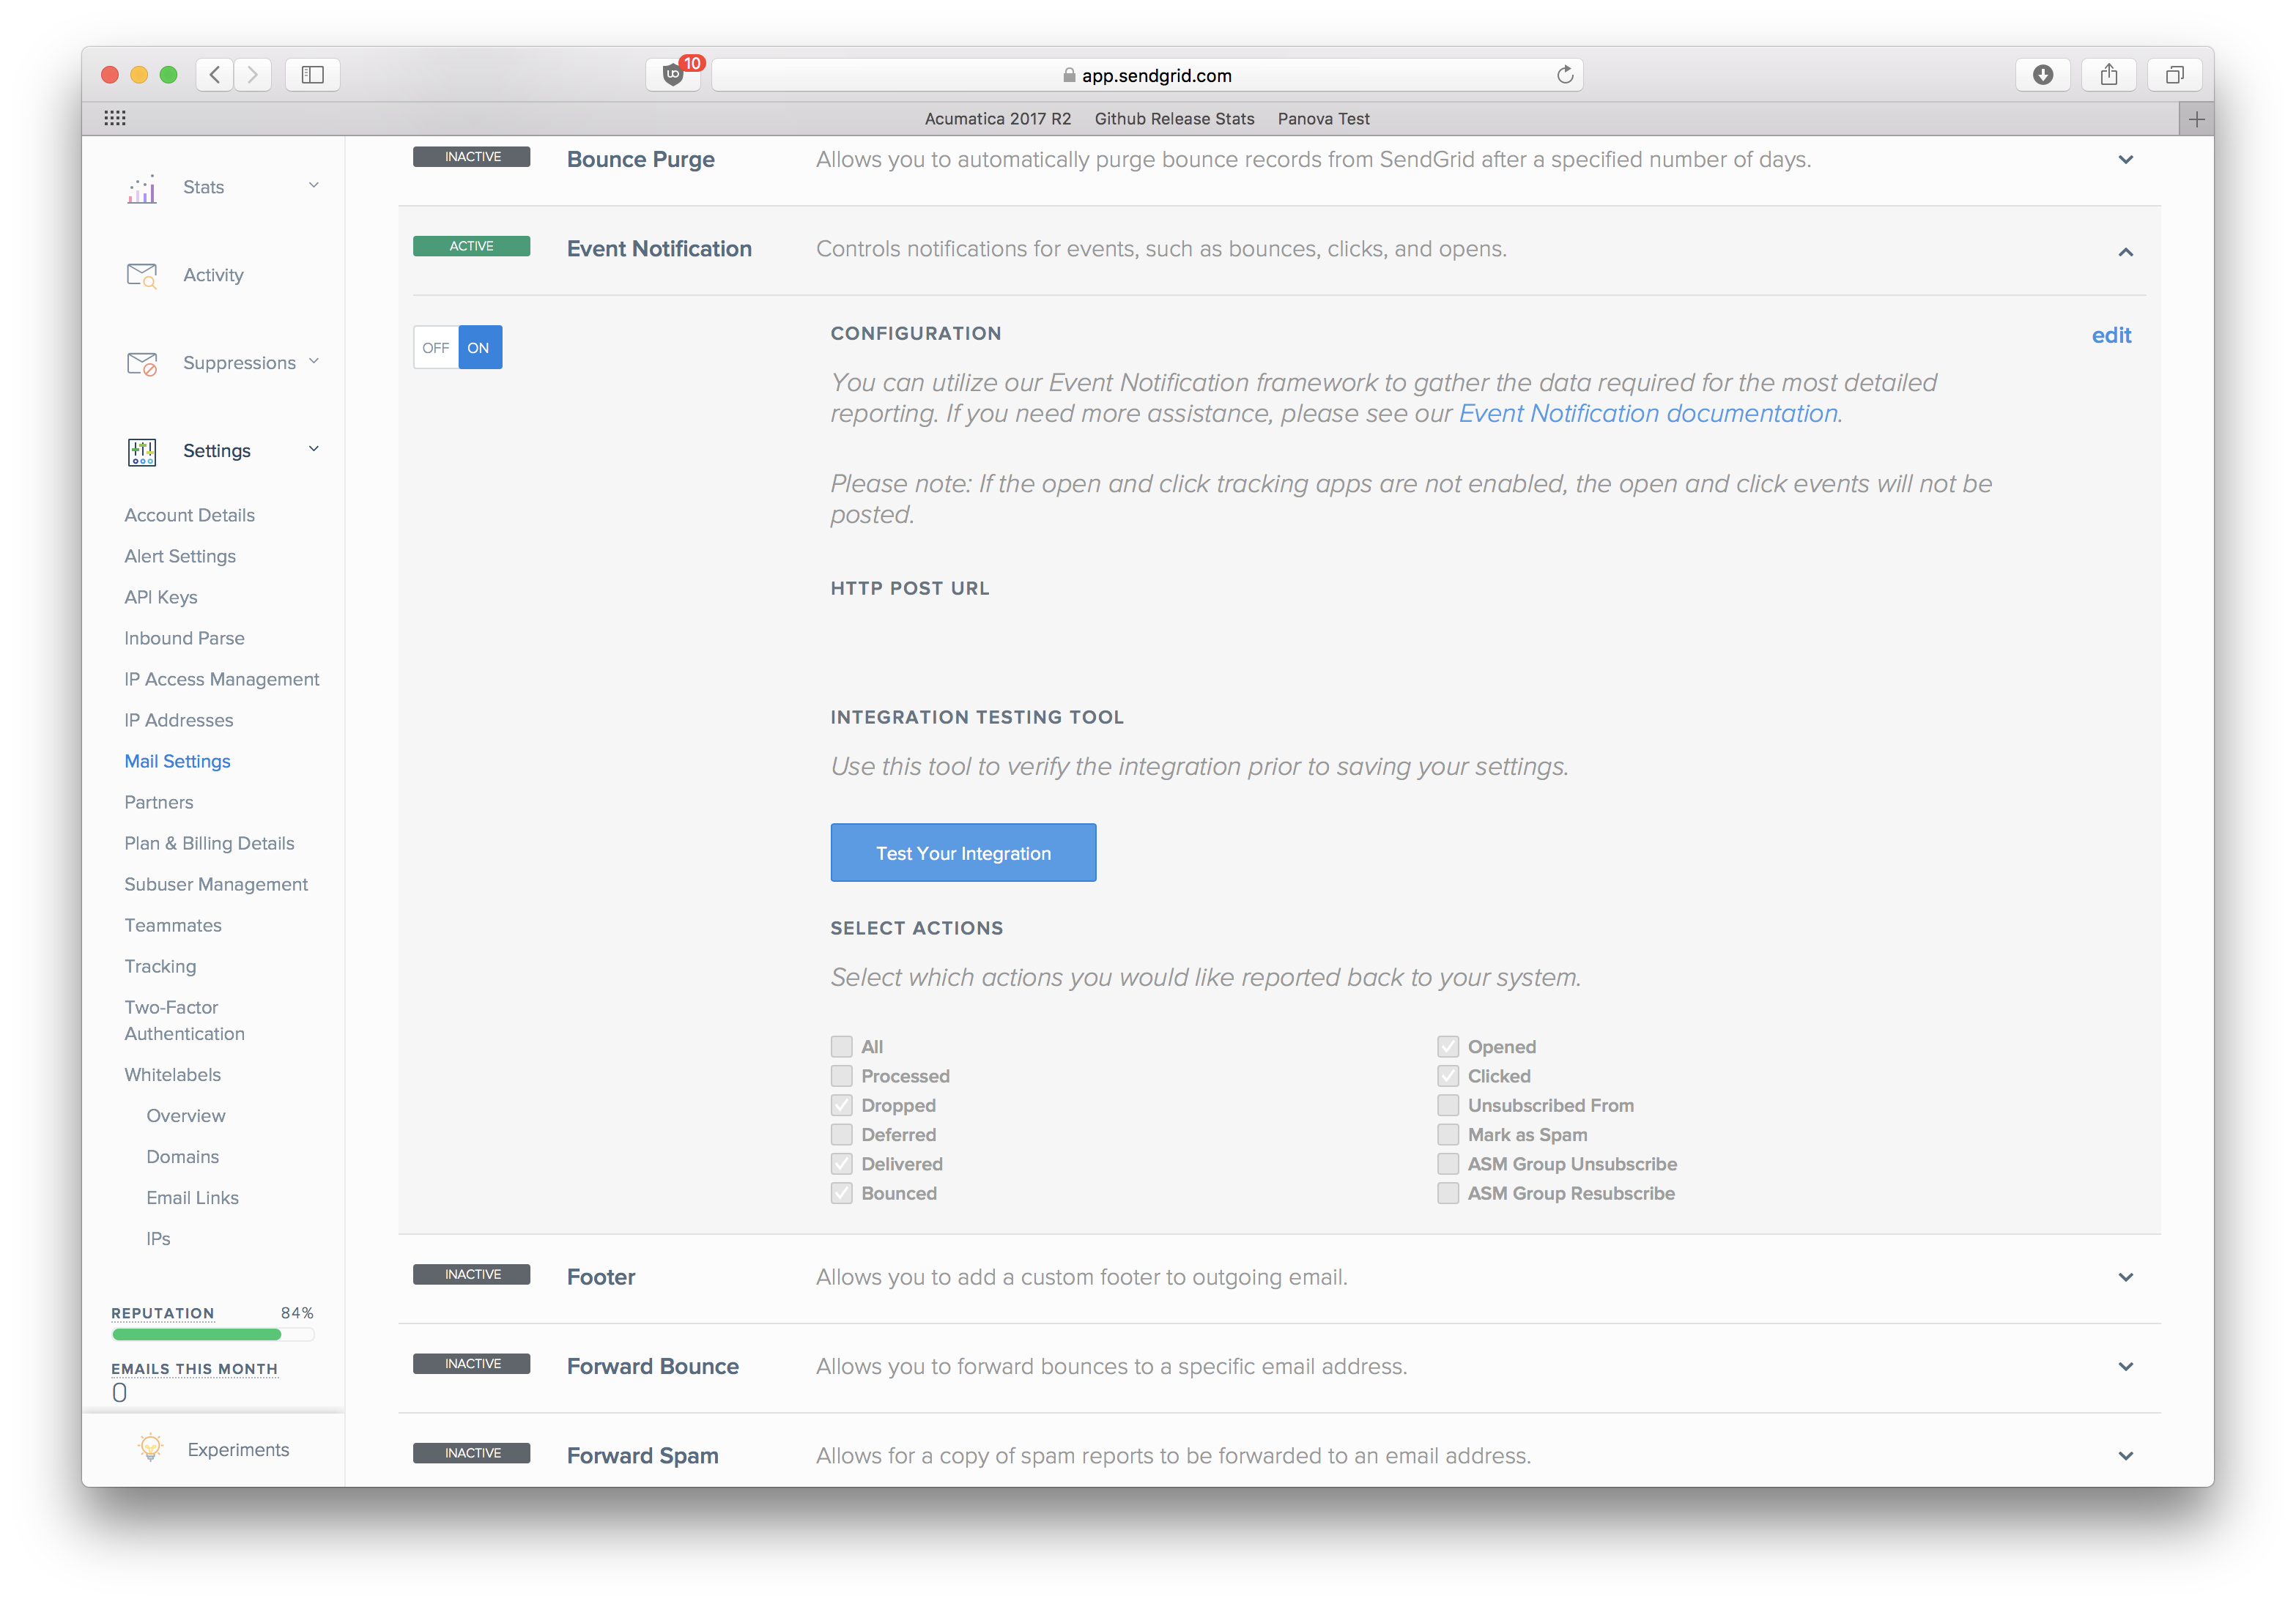 10
app.sendgrid.com
Acumatica 2017 R2 Github Release Stats Panova Test
Stats
Activity
Suppressions
Settings
Account Details
Alert Settings
API Keys
Inbound Parse
IP Access Management
IP Addresses
Mail Settings
Partners
Plan & Billing Details
Subuser Management
Teammates
Tracking
Two-Factor
Authentication
Whitelabels
Overview
Domains
Email Links
IPs
REPUTATION 84%
EMAILS THIS MONTH
0
Experiments
INACTIVE Bounce Purge Allows you to automatically purge bounce records from SendGrid after a specified number of days.
ACTIVE Event Notification Controls notifications for events, such as bounces, clicks, and opens.
OFF ON
CONFIGURATION edit
You can utilize our Event Notification framework to gather the data required for the most detailed
reporting. If you need more assistance, please see our Event Notification documentation.
Please note: If the open and click tracking apps are not enabled, the open and click events will not be
posted.
HTTP POST URL
INTEGRATION TESTING TOOL
Use this tool to verify the integration prior to saving your settings.
Test Your Integration
SELECT ACTIONS
Select which actions you would like reported back to your system.
All
Processed
Dropped
Deferred
Delivered
Bounced
Opened
Clicked
Unsubscribed From
Mark as Spam
ASM Group Unsubscribe
ASM Group Resubscribe
INACTIVE Footer Allows you to add a custom footer to outgoing email.
INACTIVE Forward Bounce Allows you to forward bounces to a specific email address.
INACTIVE Forward Spam Allows for a copy of spam reports to be forwarded to an email address.